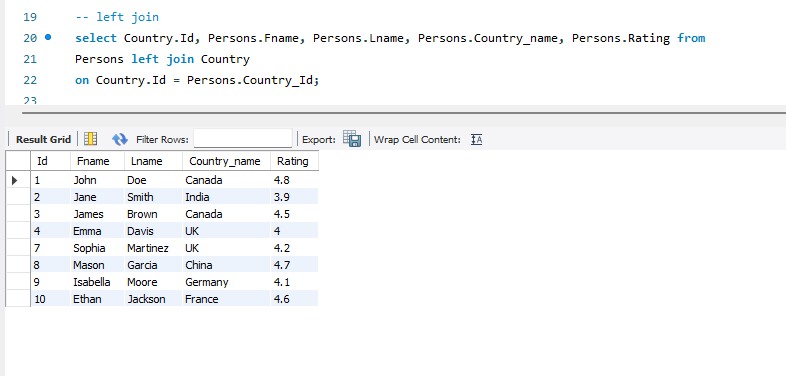 19 -- left join
20 select Country.Id, Persons.Fname, Persons.Lname, Persons.Country_name, Persons.Rating from
21 Persons left join Country
22 on Country.Id = Persons.Country_Id;
23
Result Grid Filter Rows: Export: Wrap Cell Content:
Id Fname Lname Country_name Rating
1 John Doe Canada 4.8
2 Jane Smith India 3.9
3 James Brown Canada 4.5
4 Emma Davis UK 4
7 Sophia Martinez UK 4.2
8 Mason Garcia China 4.7
9 Isabella Moore Germany 4.1
10 Ethan Jackson France 4.6